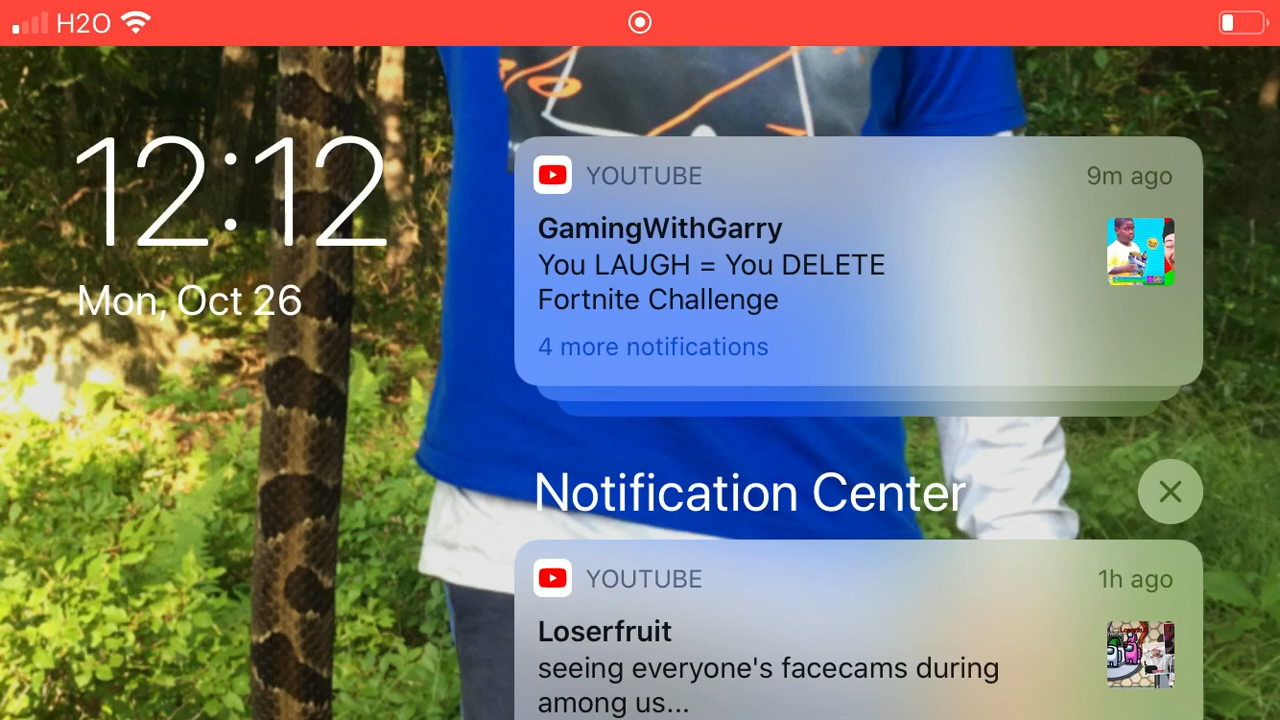 H2O
12:12
Mon, Oct 26
YOUTUBE
9m ago
GamingWithGarry
You LAUGH = You DELETE
Fortnite Challenge
4 more notifications
Notification Center
YOUTUBE
1h ago
Loserfruit
seeing everyone's facecams during
among us...